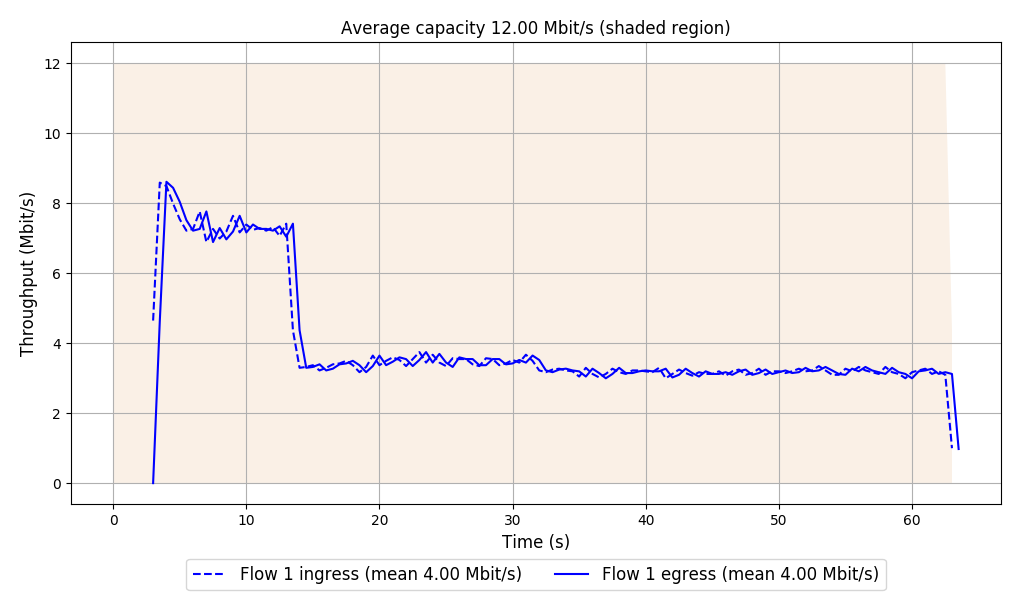 Average capacity 12.00 Mbit/s (shaded region)
12
10
8
6
4
2
0
Throughput (Mbit/s)
0 10 20 30 40 50 60
Time (s)
Flow 1 ingress (mean 4.00 Mbit/s) Flow 1 egress (mean 4.00 Mbit/s)